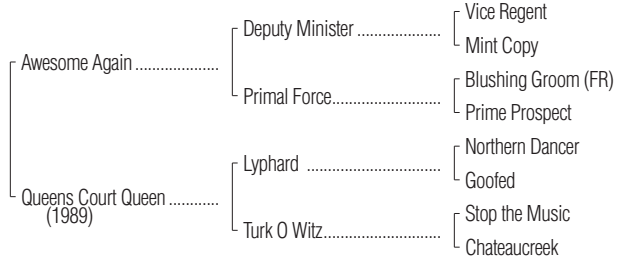 Vice Regent
Deputy Minister ....................
Mint Copy
Awesome Again ....................
Blushing Groom (FR)
Primal Force..........................
Prime Prospect
Northern Dancer
Lyphard ................................
Goofed
Queens Court Queen ............
(1989)
Stop the Music
Turk O Witz............................
Chateaucreek